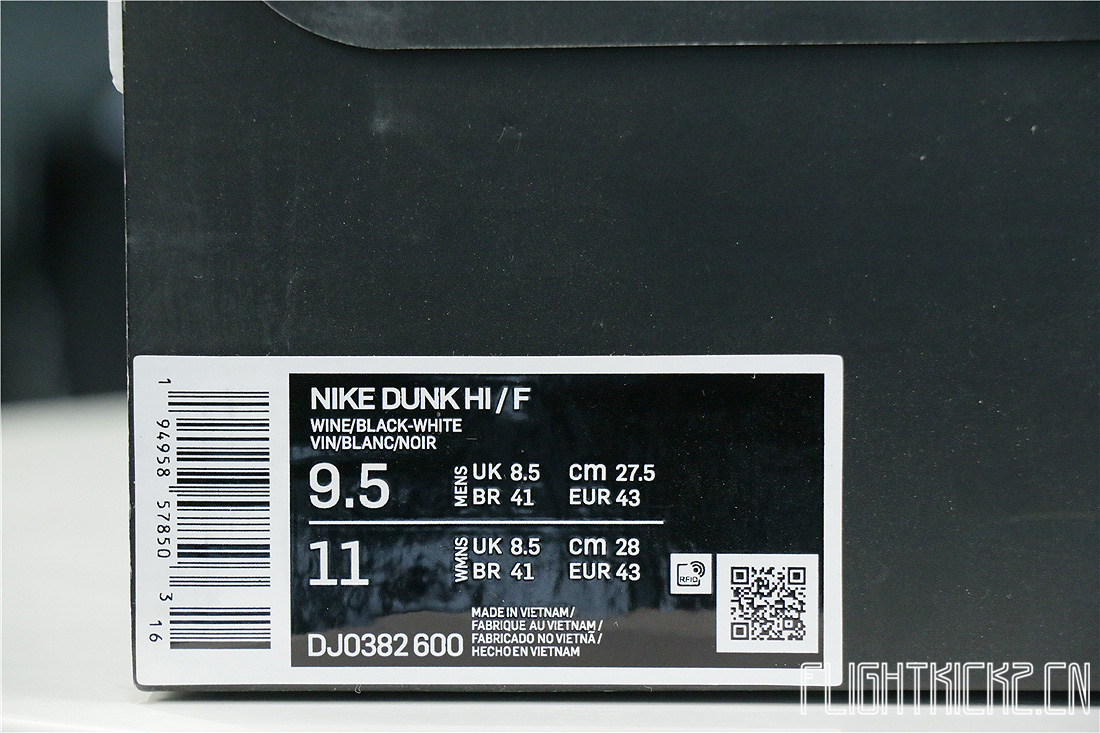 1 94958 57850 3 16
NIKE DUNK HI / F
WINE/BLACK-WHITE
VIN/BLANC/NOIR
9.5 MENS UK 8.5 cm 27.5
BR 41 EUR 43
11 WMNS UK 8.5 cm 28
BR 41 EUR 43
RFID
MADE IN VIETNAM /
FABRIQUE AU VIETNAM /
FABRICADO NO VIETNÃ /
HECHO EN VIETNAM
DJ0382 600
FLIGHTKICKZ.CN